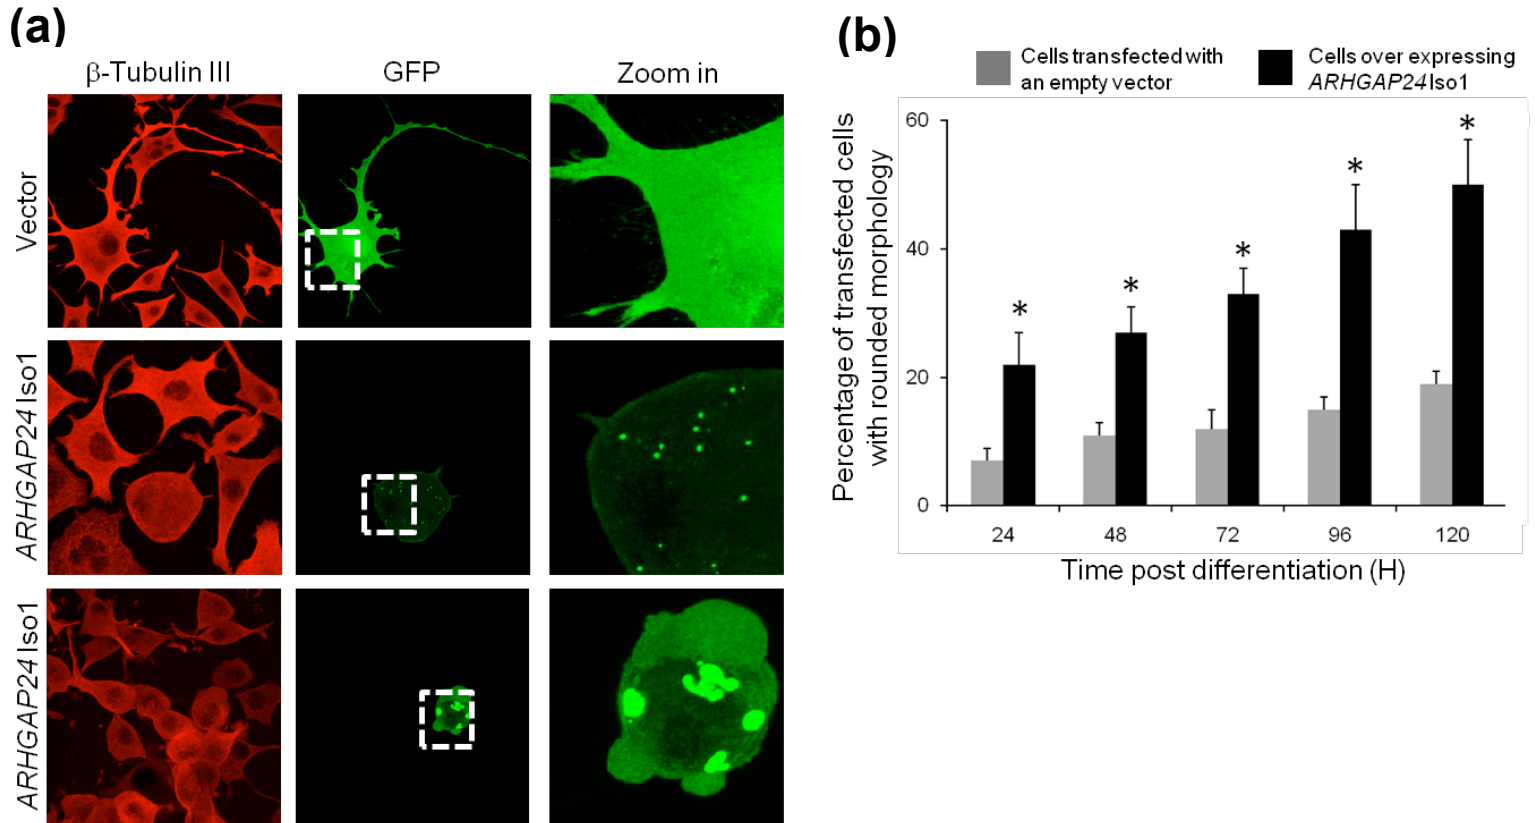 (a)
β-Tubulin III
GFP
Zoom in
Vector
ARHGAP24 Iso1
ARHGAP24 Iso1
(b)
Cells transfected with
an empty vector
Cells over expressing
ARHGAP24 Iso1
Percentage of transfected cells
with rounded morphology
60
40
20
0
*
*
*
*
*
24
48
72
96
120
Time post differentiation (H)